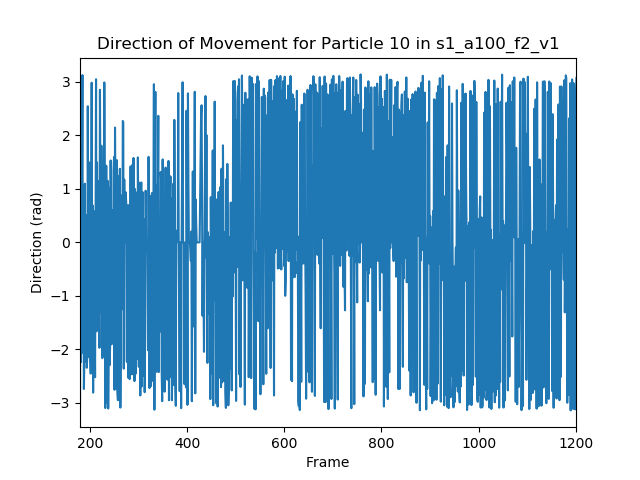 Direction of Movement for Particle 10 in s1_a100_f2_v1
3
2
1
0
−1
−2
−3
Direction (rad)
200 400 600 800 1000 1200
Frame